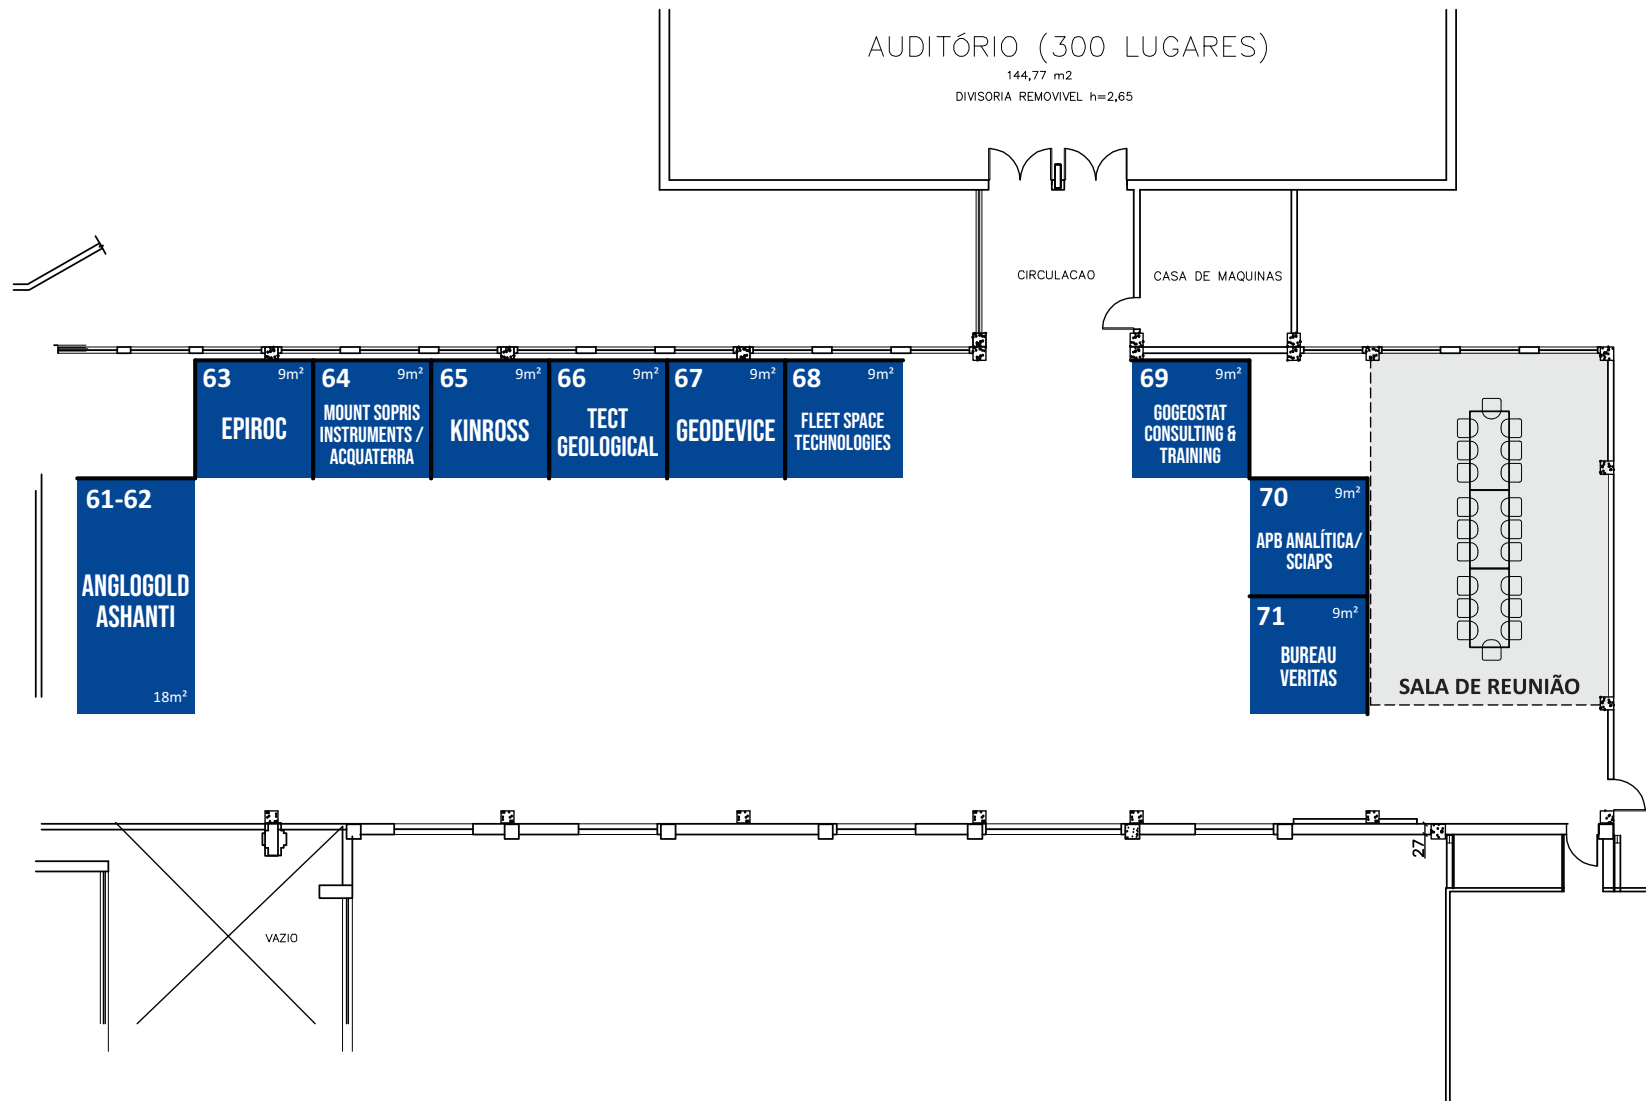 AUDITÓRIO (300 LUGARES)
144,77 m2
DIVISORIA REMOVIVEL h=2,65
CIRCULACAO
CASA DE MAQUINAS
63 9m²
EPIROC
64 9m²
MOUNT SOPRIS
INSTRUMENTS /
ACQUATERRA
65 9m²
KINROSS
66 9m²
TECT
GEOLOGICAL
67 9m²
GEODEVICE
68 9m²
FLEET SPACE
TECHNOLOGIES
69 9m²
GOGEOSTAT
CONSULTING &
TRAINING
61-62
ANGLOGOLD
ASHANTI
18m²
70 9m²
APB ANALÍTICA/
SCIAPS
71 9m²
BUREAU
VERITAS
SALA DE REUNIÃO
27
VAZIO